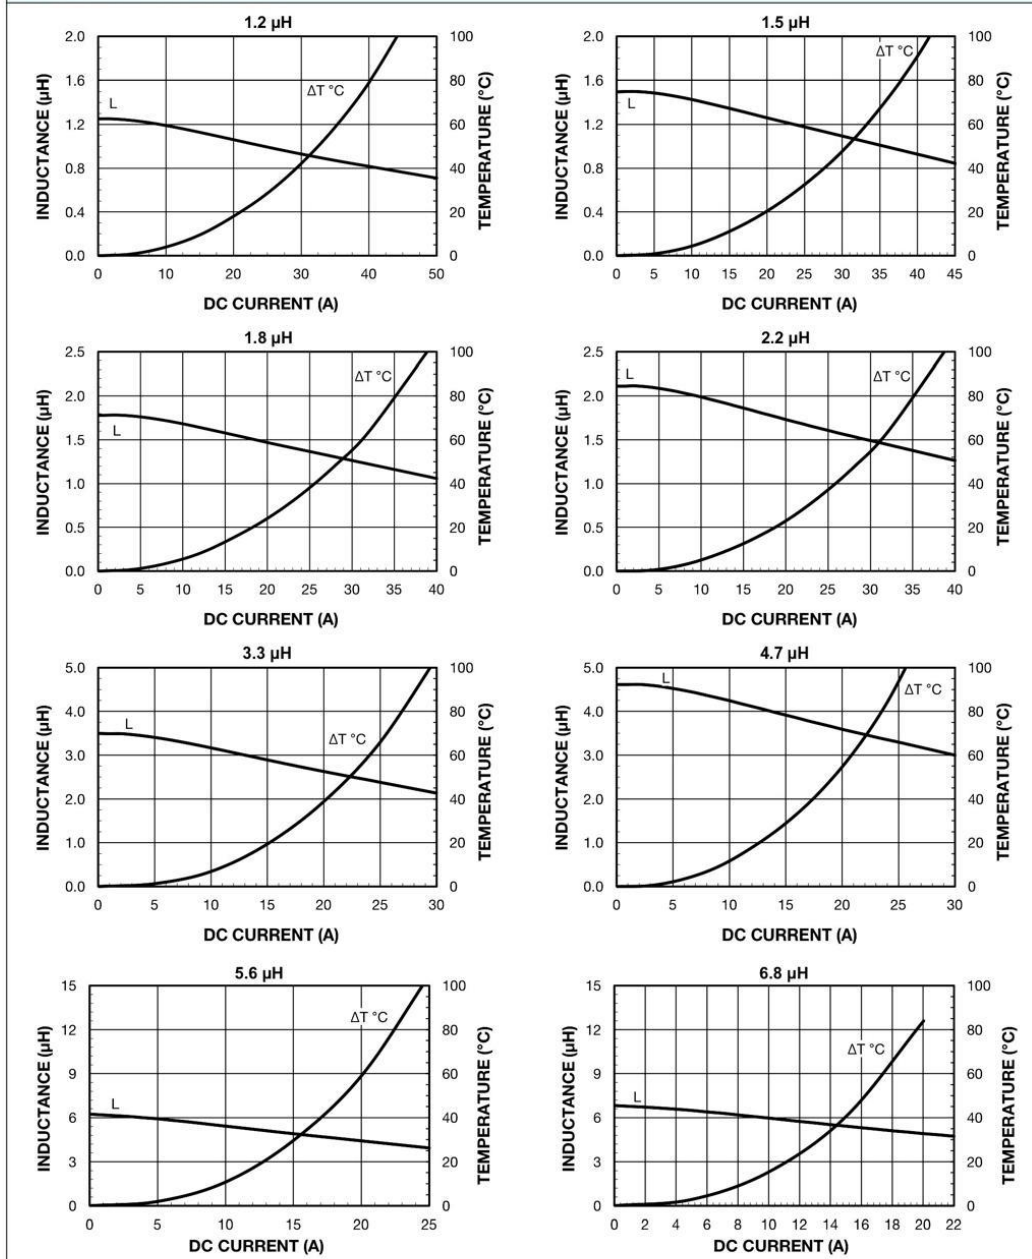 1.2 µH
INDUCTANCE (µH)
2.0
1.6
1.2
0.8
0.4
0.0
L
ΔT °C
100
80
60
40
20
0
TEMPERATURE (°C)
0 10 20 30 40 50
DC CURRENT (A)
1.5 µH
INDUCTANCE (µH)
2.0
1.6
1.2
0.8
0.4
0.0
L
ΔT °C
100
80
60
40
20
0
TEMPERATURE (°C)
0 5 10 15 20 25 30 35 40 45
DC CURRENT (A)
1.8 µH
INDUCTANCE (µH)
2.5
2.0
1.5
1.0
0.5
0.0
ΔT °C
L
100
80
60
40
20
0
TEMPERATURE (°C)
0 5 10 15 20 25 30 35 40
DC CURRENT (A)
2.2 µH
INDUCTANCE (µH)
2.5
2.0
1.5
1.0
0.5
0.0
L
ΔT °C
100
80
60
40
20
0
TEMPERATURE (°C)
0 5 10 15 20 25 30 35 40
DC CURRENT (A)
3.3 µH
INDUCTANCE (µH)
5.0
4.0
3.0
2.0
1.0
0.0
L
ΔT °C
100
80
60
40
20
0
TEMPERATURE (°C)
0 5 10 15 20 25 30
DC CURRENT (A)
4.7 µH
INDUCTANCE (µH)
5.0
4.0
3.0
2.0
1.0
0.0
L
ΔT °C
100
80
60
40
20
0
TEMPERATURE (°C)
0 5 10 15 20 25 30
DC CURRENT (A)
5.6 µH
INDUCTANCE (µH)
15
12
9
6
3
0
L
ΔT °C
100
80
60
40
20
0
TEMPERATURE (°C)
0 5 10 15 20 25
DC CURRENT (A)
6.8 µH
INDUCTANCE (µH)
15
12
9
6
3
0
L
ΔT °C
100
80
60
40
20
0
TEMPERATURE (°C)
0 2 4 6 8 10 12 14 16 18 20 22
DC CURRENT (A)